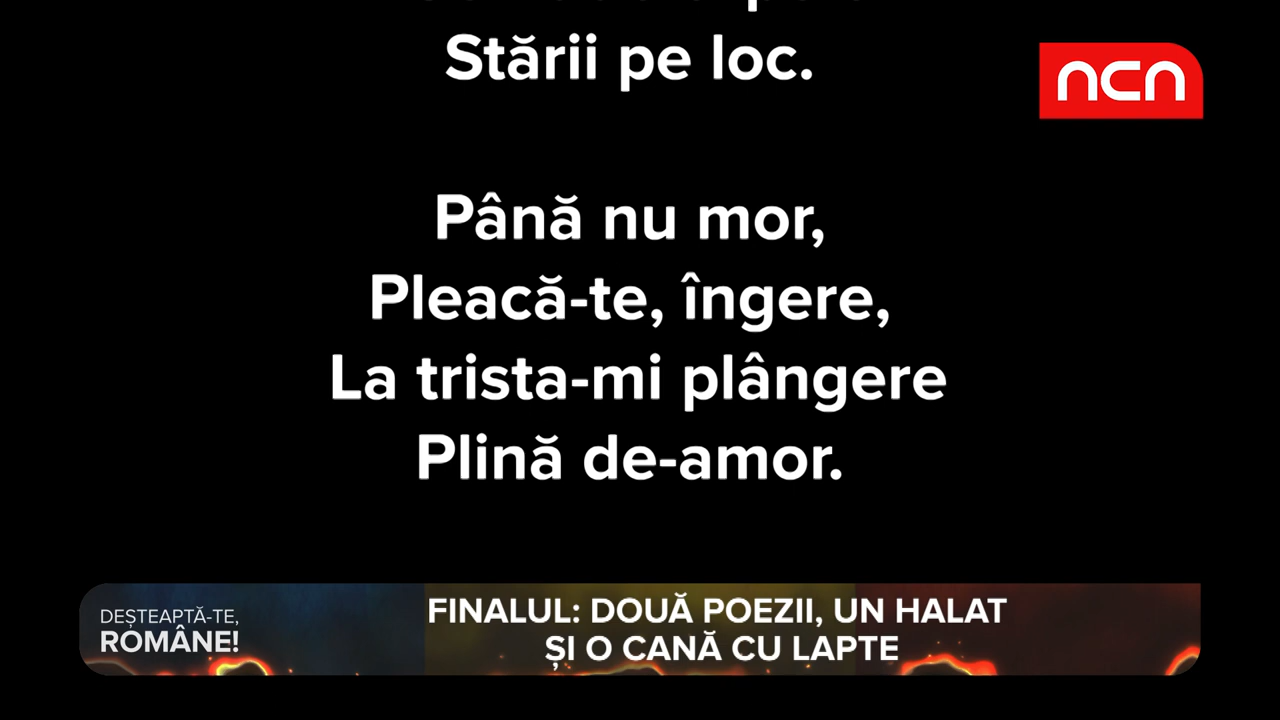 Stării pe loc.
ncn
Până nu mor,
Pleacă-te, îngere,
La trista-mi plângere
Plină de-amor.
DEȘTEAPTĂ-TE,
ROMÂNE!
FINALUL: DOUĂ POEZII, UN HALAT
ȘI O CANĂ CU LAPTE